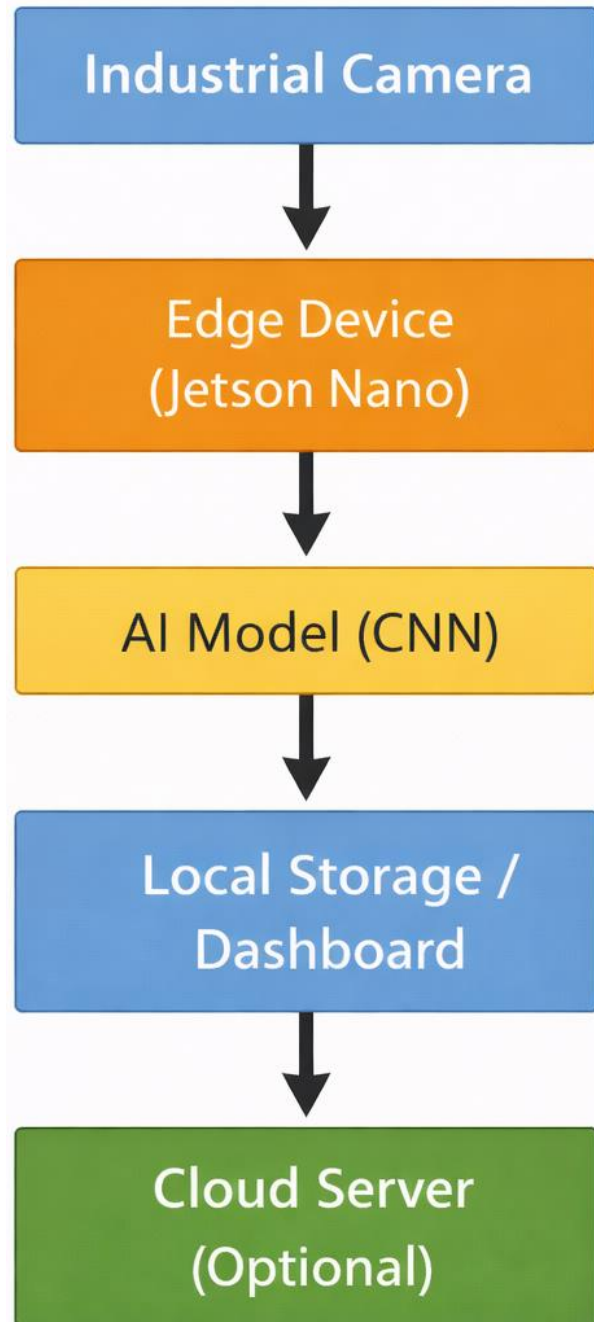 Industrial Camera
Edge Device
(Jetson Nano)
AI Model (CNN)
Local Storage /
Dashboard
Cloud Server
(Optional)